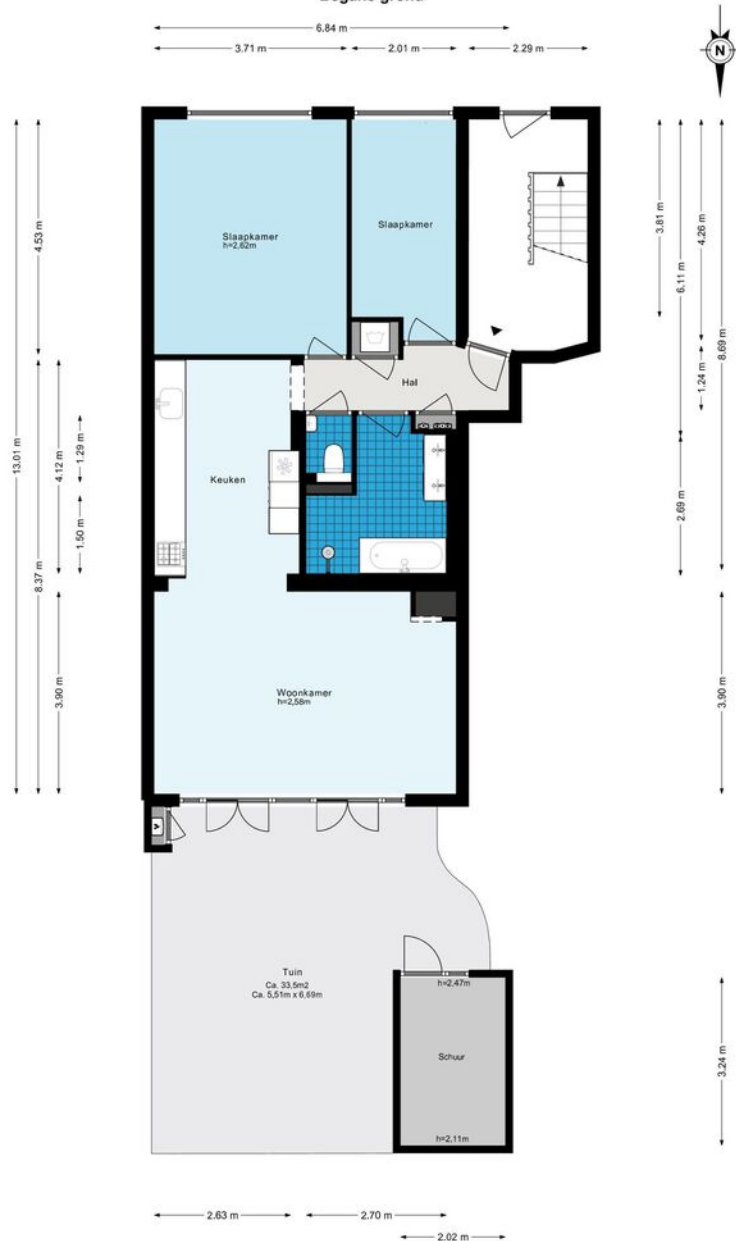 6.84 m
3.71 m
2.01 m
2.29 m
N
13.01 m
4.53 m
8.37 m
4.12 m
3.90 m
1.29 m
1.50 m
3.81 m
6.11 m
2.69 m
4.26 m
1.24 m
8.69 m
3.90 m
3.24 m
Slaapkamer
h=2,62m
Slaapkamer
Hal
Keuken
Woonkamer
h=2,58m
Tuin
Ca. 33,5m2
Ca. 5,51m x 6,69m
h=2,47m
Schuur
h=2,11m
2.63 m
2.70 m
2.02 m